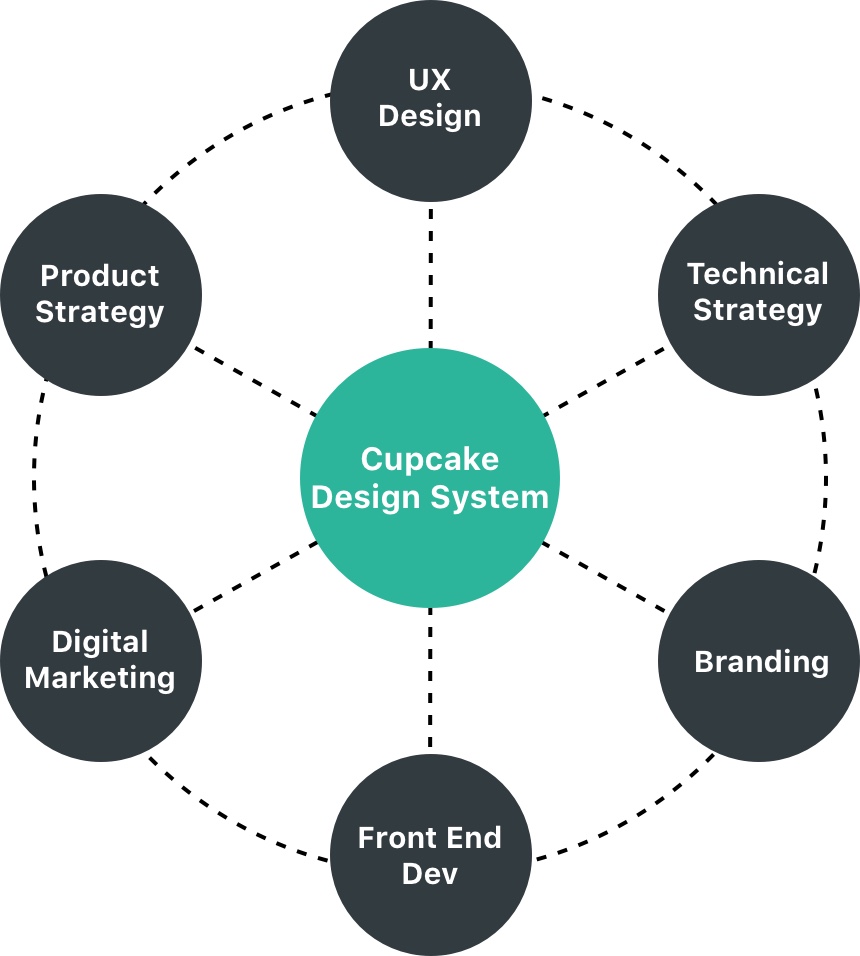 UX
Design
Product
Strategy
Technical
Strategy
Cupcake
Design System
Digital
Marketing
Branding
Front End
Dev